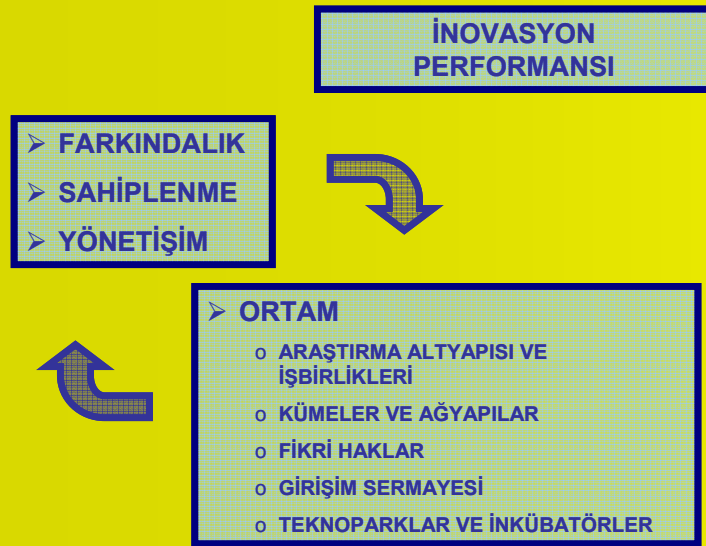 İNOVASYON
PERFORMANSI
➢ FARKINDALIK
➢ SAHİPLENME
➢ YÖNETİŞİM
➢ ORTAM
o ARAŞTIRMA ALTYAPISI VE
İŞBİRLİKLERİ
o KÜMELER VE AĞYAPILAR
o FİKRİ HAKLAR
o GİRİŞİM SERMAYESİ
o TEKNOPARKLAR VE İNKÜBATÖRLER